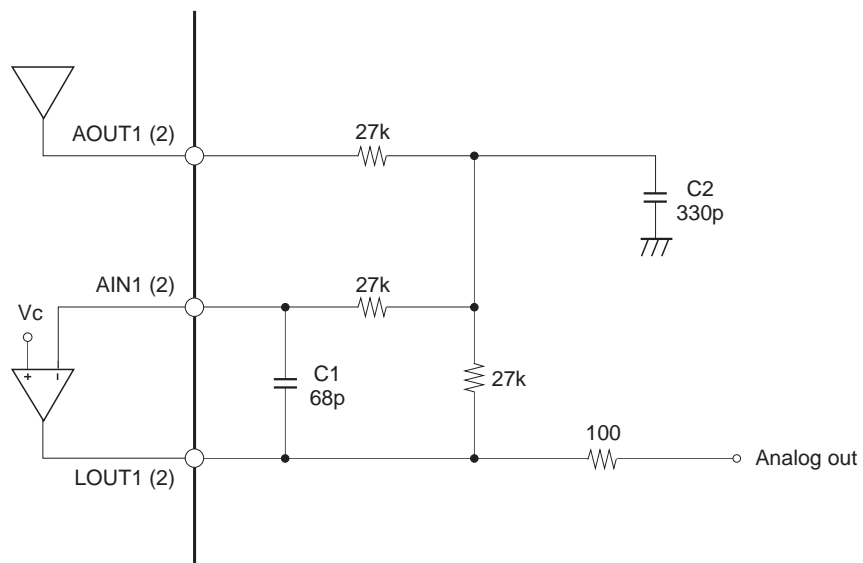 AOUT1 (2)
27k
C2
330p
AIN1 (2)
27k
Vc
+
–
C1
68p
27k
100
Analog out
LOUT1 (2)